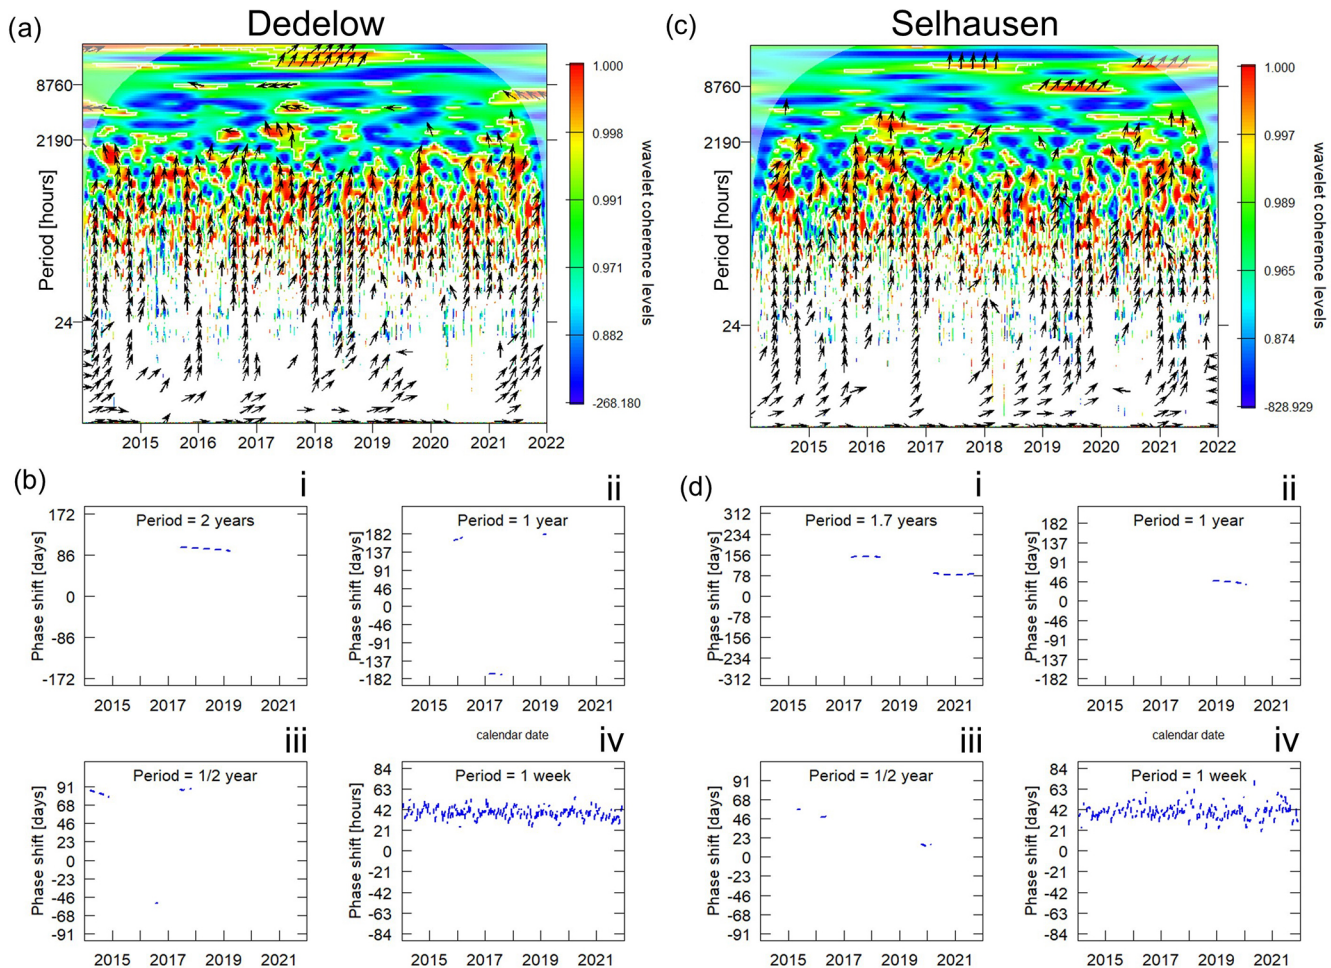 (a)
Dedelow
8760
2190
24
Period [hours]
2015 2016 2017 2018 2019 2020 2021 2022
1.000
0.998
0.991
0.971
0.882
-268.180
wavelet coherence levels
(c)
Selhausen
8760
2190
24
Period [hours]
2015 2016 2017 2018 2019 2020 2021 2022
1.000
0.997
0.989
0.965
0.874
-828.929
wavelet coherence levels
(b)
i
Period = 2 years
172
86
0
-86
-172
Phase shift [days]
2015 2017 2019 2021
ii
Period = 1 year
182
137
91
46
0
-46
-91
-137
-182
Phase shift [days]
2015 2017 2019 2021
calendar date
iii
Period = 1/2 year
91
68
46
23
0
-23
-46
-68
-91
Phase shift [days]
2015 2017 2019 2021
iv
Period = 1 week
84
63
42
21
0
-21
-42
-63
-84
Phase shift [hours]
2015 2017 2019 2021
(d)
i
Period = 1.7 years
312
234
156
78
0
-78
-156
-234
-312
Phase shift [days]
2015 2017 2019 2021
ii
Period = 1 year
182
137
91
46
0
-46
-91
-137
-182
Phase shift [days]
2015 2017 2019 2021
calendar date
iii
Period = 1/2 year
91
68
46
23
0
-23
-46
-68
-91
Phase shift [days]
2015 2017 2019 2021
iv
Period = 1 week
84
63
42
21
0
-21
-42
-63
-84
Phase shift [days]
2015 2017 2019 2021